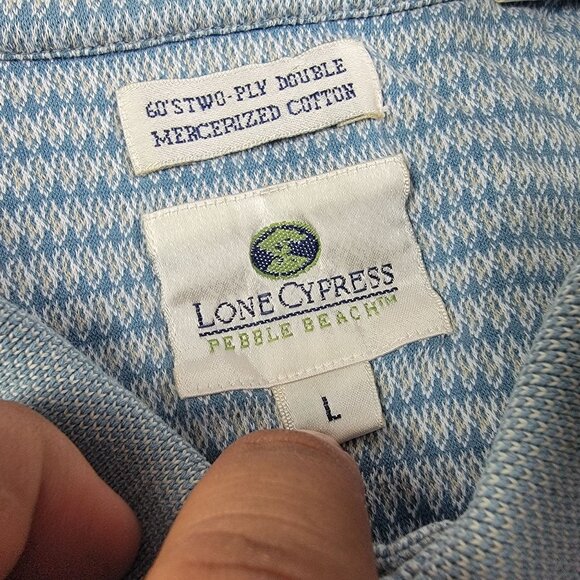 60'S TWO-PLY DOUBLE
MERCERIZED COTTON
LONE CYPRESS
PEBBLE BEACH™
L